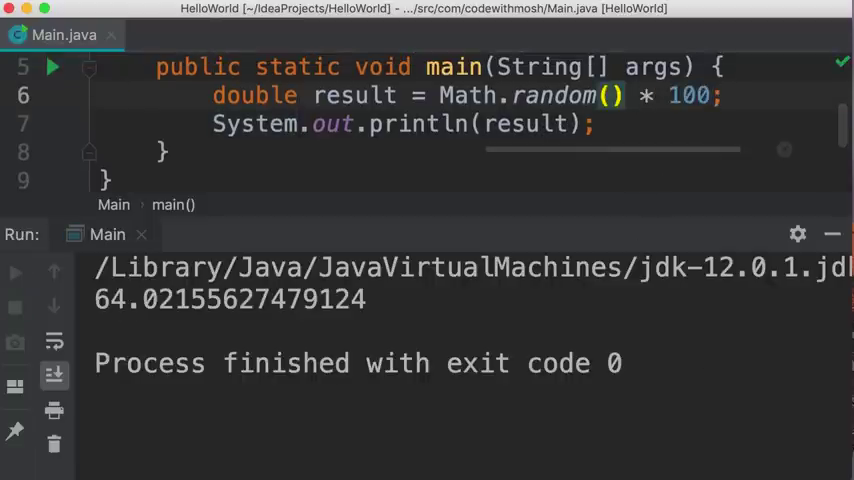 HelloWorld [~/IdeaProjects/HelloWorld] - .../src/com/codewithmosh/Main.java [HelloWorld]
Main.java
5 public static void main(String[] args) {
6 double result = Math.random() * 100;
7 System.out.println(result);
8 }
9 }
Main › main()
Run: Main
/Library/Java/JavaVirtualMachines/jdk-12.0.1.jd
64.02155627479124
Process finished with exit code 0